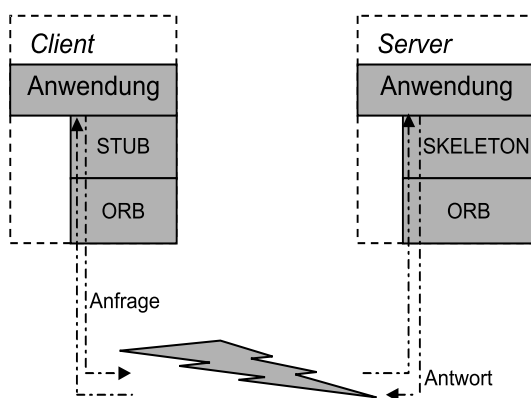 Client
Server
Anwendung
Anwendung
STUB
SKELETON
ORB
ORB
Anfrage
Antwort